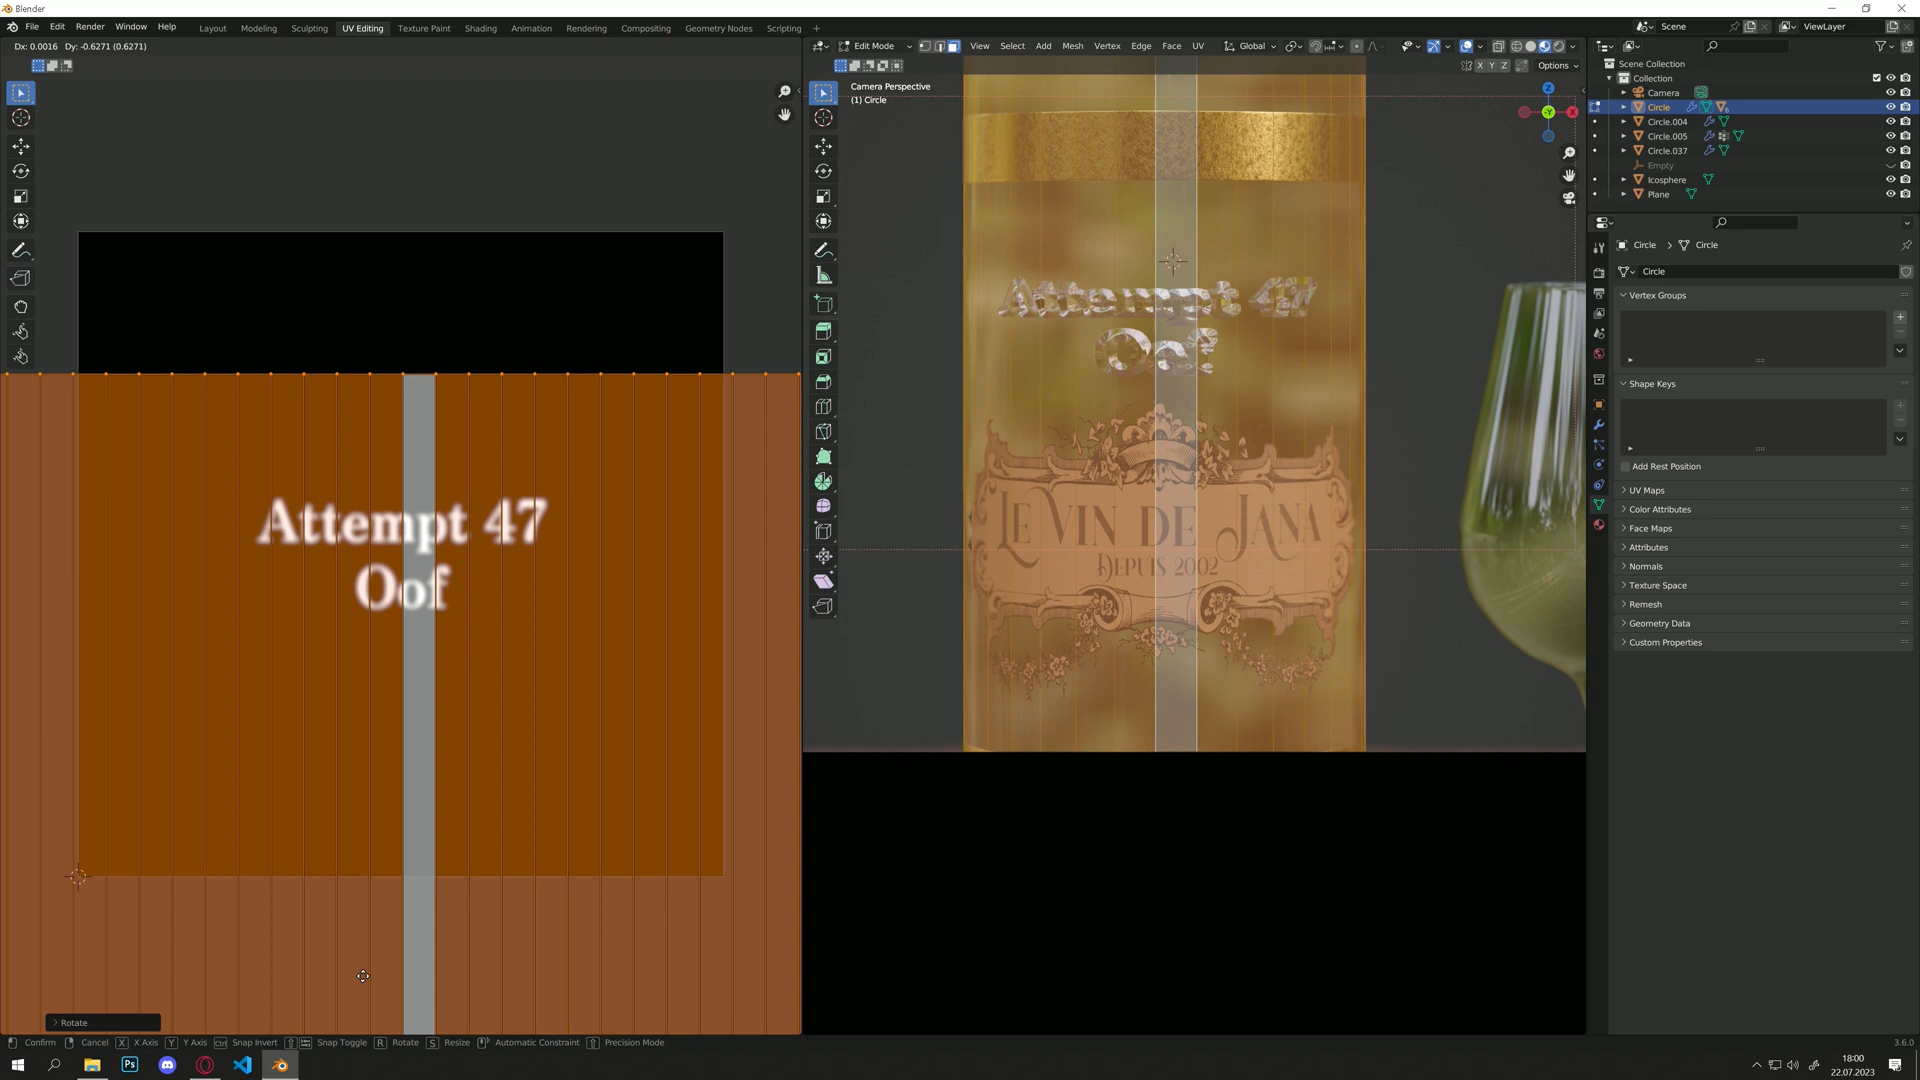 Blender
File Edit Render Window Help
Layout Modeling Sculpting UV Editing Texture Paint Shading Animation Rendering Compositing Geometry Nodes Scripting +
Scene
ViewLayer
Dx: 0.0016 Dy: -0.6271 (0.6271)
Edit Mode View Select Add Mesh Vertex Edge Face UV Global
X Y Z Options
Camera Perspective
(1) Circle
Z
Y
X
Attempt 47
Oof
Attempt 47
Oof
LE VIN DE JANA
DEPUIS 2002
Scene Collection
Collection
Camera
Circle
Circle.004
Circle.005
Circle.037
Empty
Icosphere
Plane
Circle > Circle
Circle
Vertex Groups
Shape Keys
Add Rest Position
UV Maps
Color Attributes
Face Maps
Attributes
Normals
Texture Space
Remesh
Geometry Data
Custom Properties
Rotate
Confirm Cancel X X Axis Y Y Axis Ctrl Snap Invert Snap Toggle R Rotate S Resize Automatic Constraint Precision Mode
3.6.0
Ps
18:00
22.07.2023